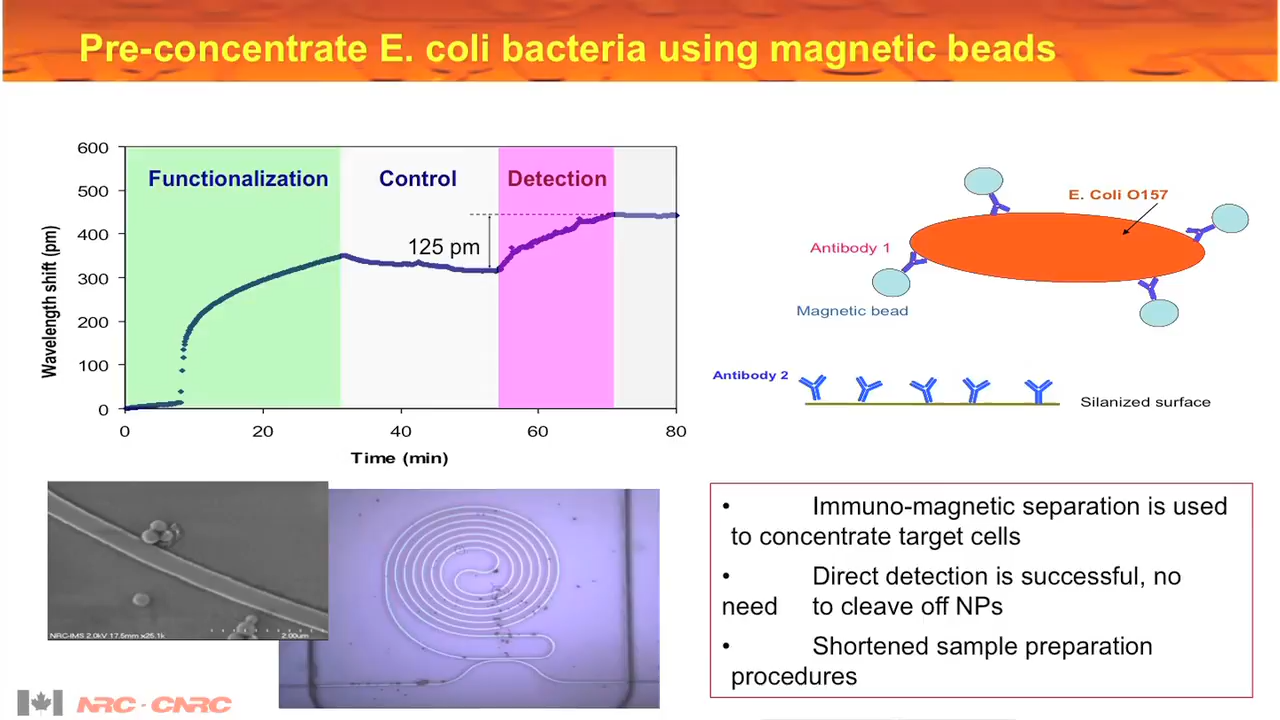 Pre-concentrate E. coli bacteria using magnetic beads
600
500
400
300
200
100
0
Wavelength shift (pm)
Functionalization
Control
Detection
125 pm
0
20
40
60
80
Time (min)
E. Coli O157
Antibody 1
Magnetic bead
Antibody 2
Silanized surface
NRC-IMS 2.0kV 17.5mm x25.1k
2.00um
• Immuno-magnetic separation is used
to concentrate target cells
• Direct detection is successful, no
need to cleave off NPs
• Shortened sample preparation
procedures
NRC - CNRC